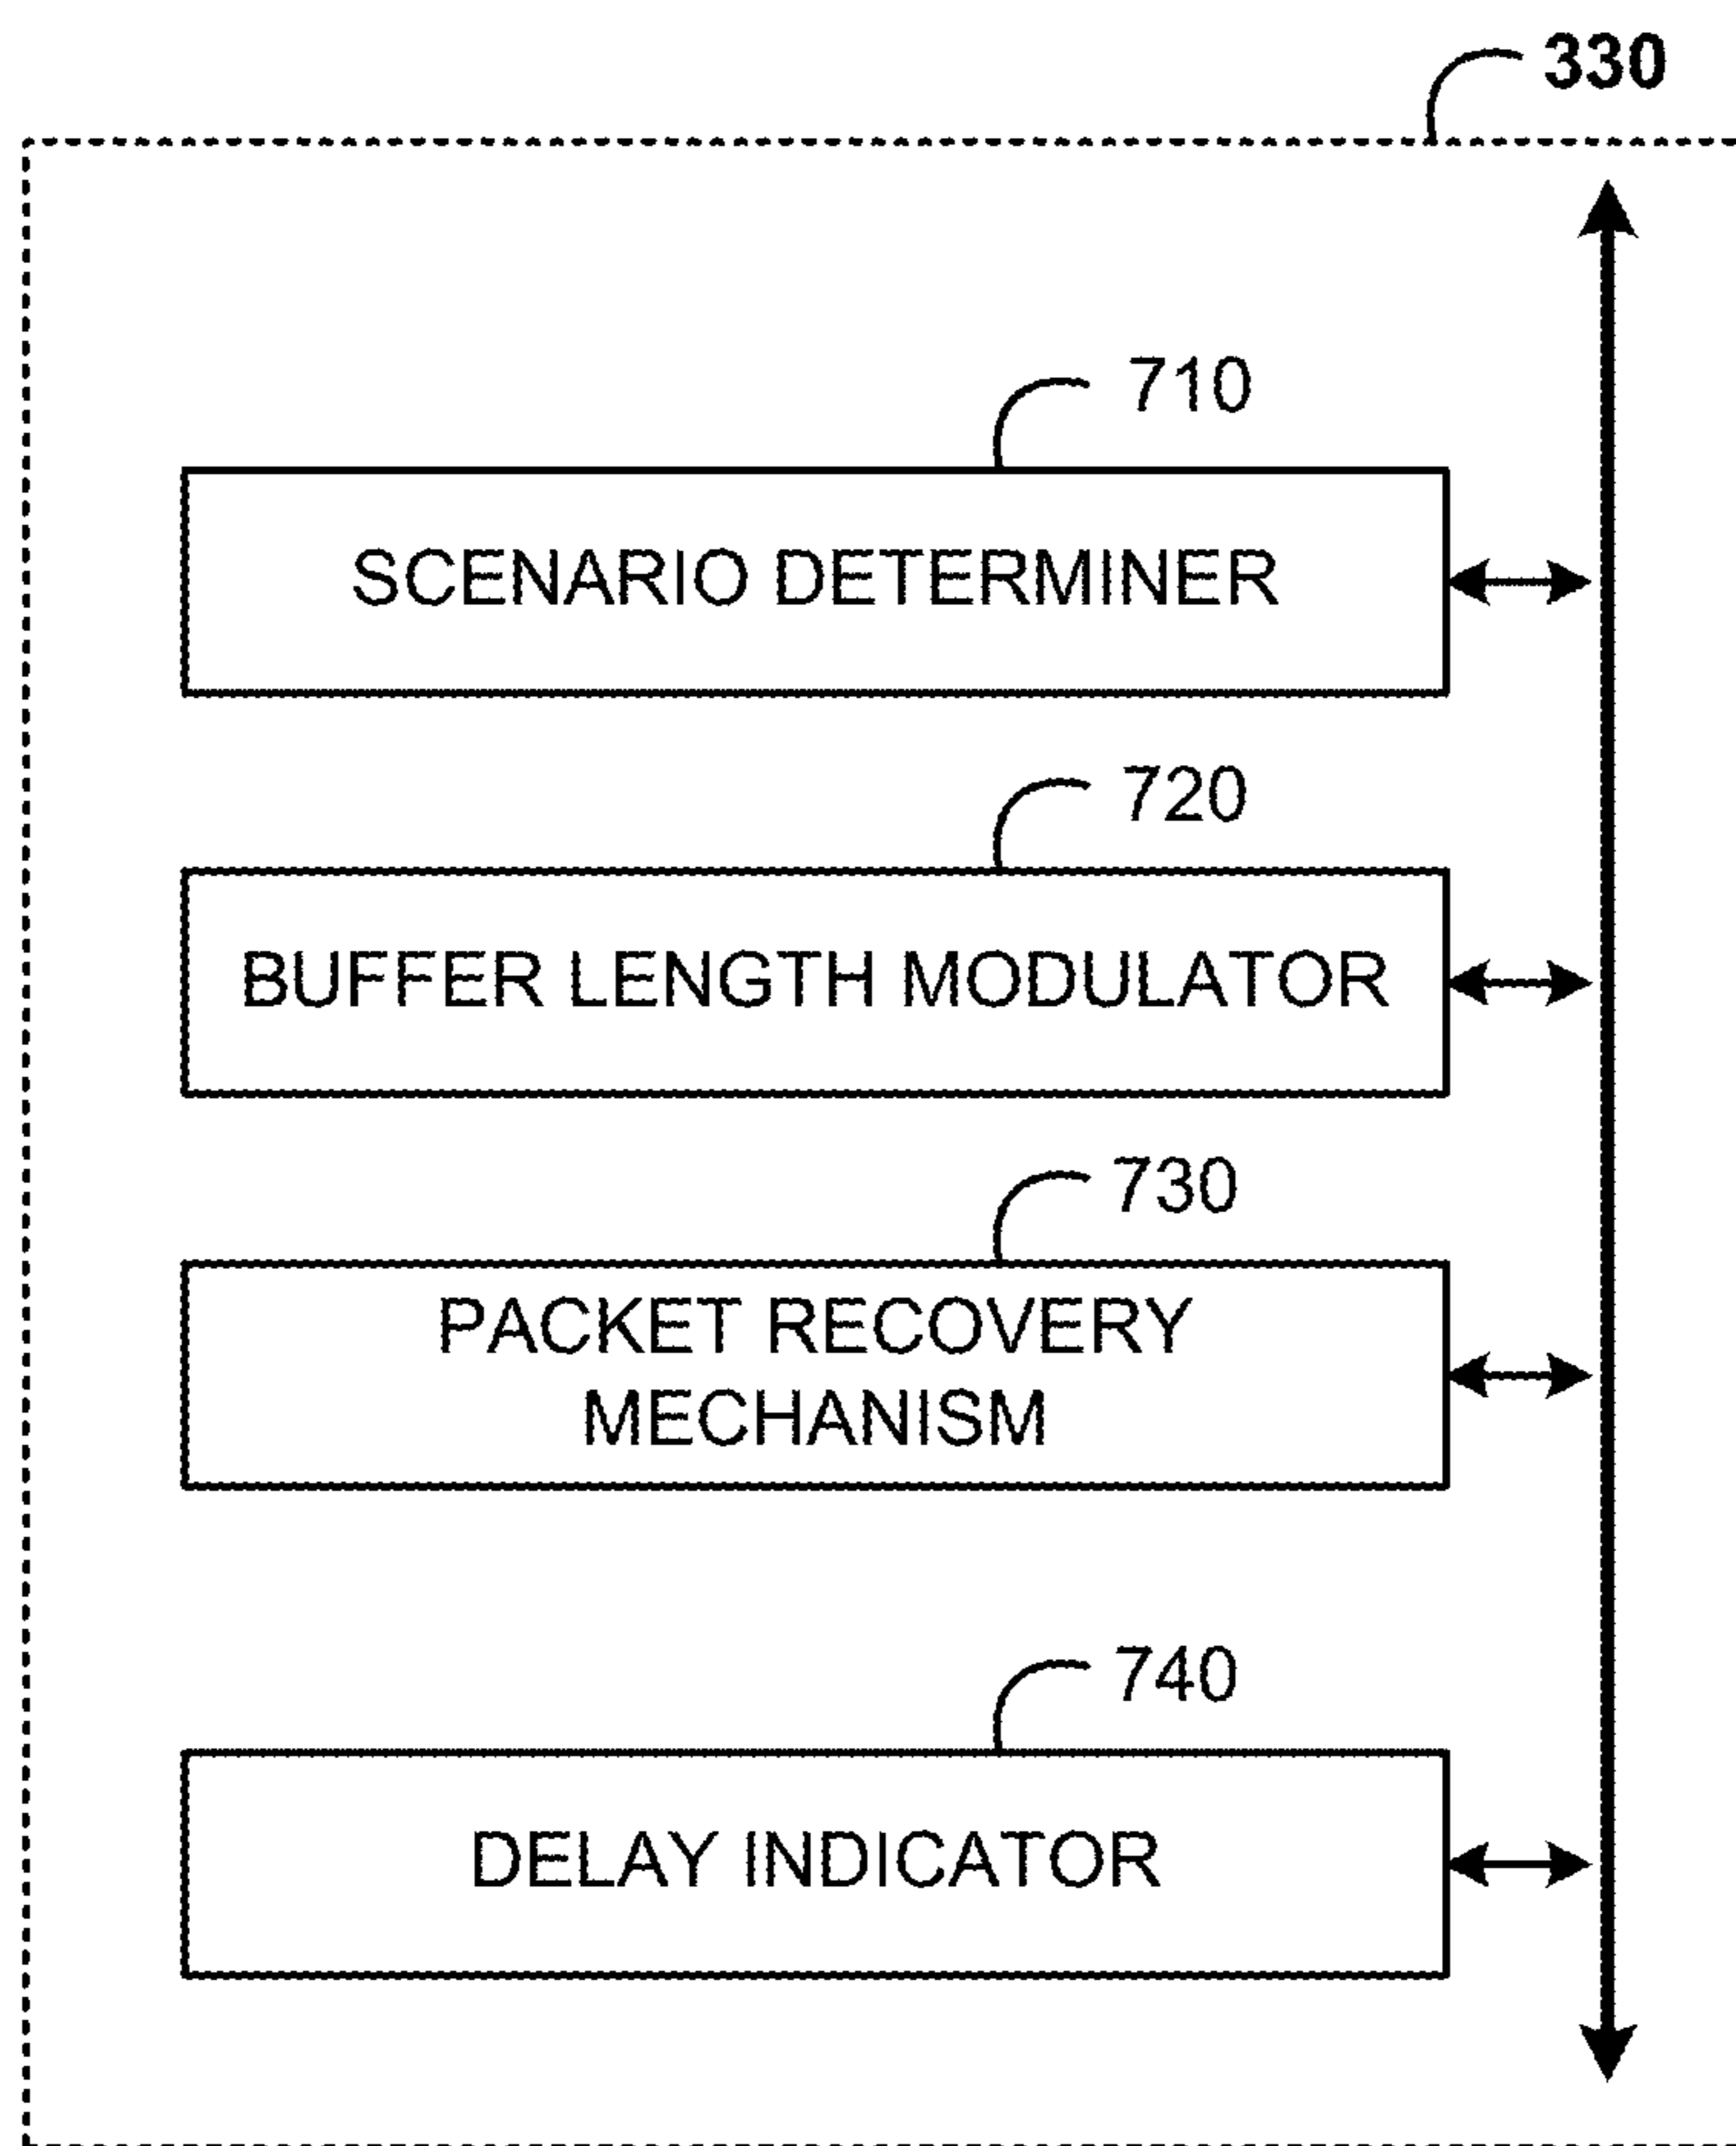 330
710
SCENARIO DETERMINER
720
BUFFER LENGTH MODULATOR
730
PACKET RECOVERY
MECHANISM
740
DELAY INDICATOR